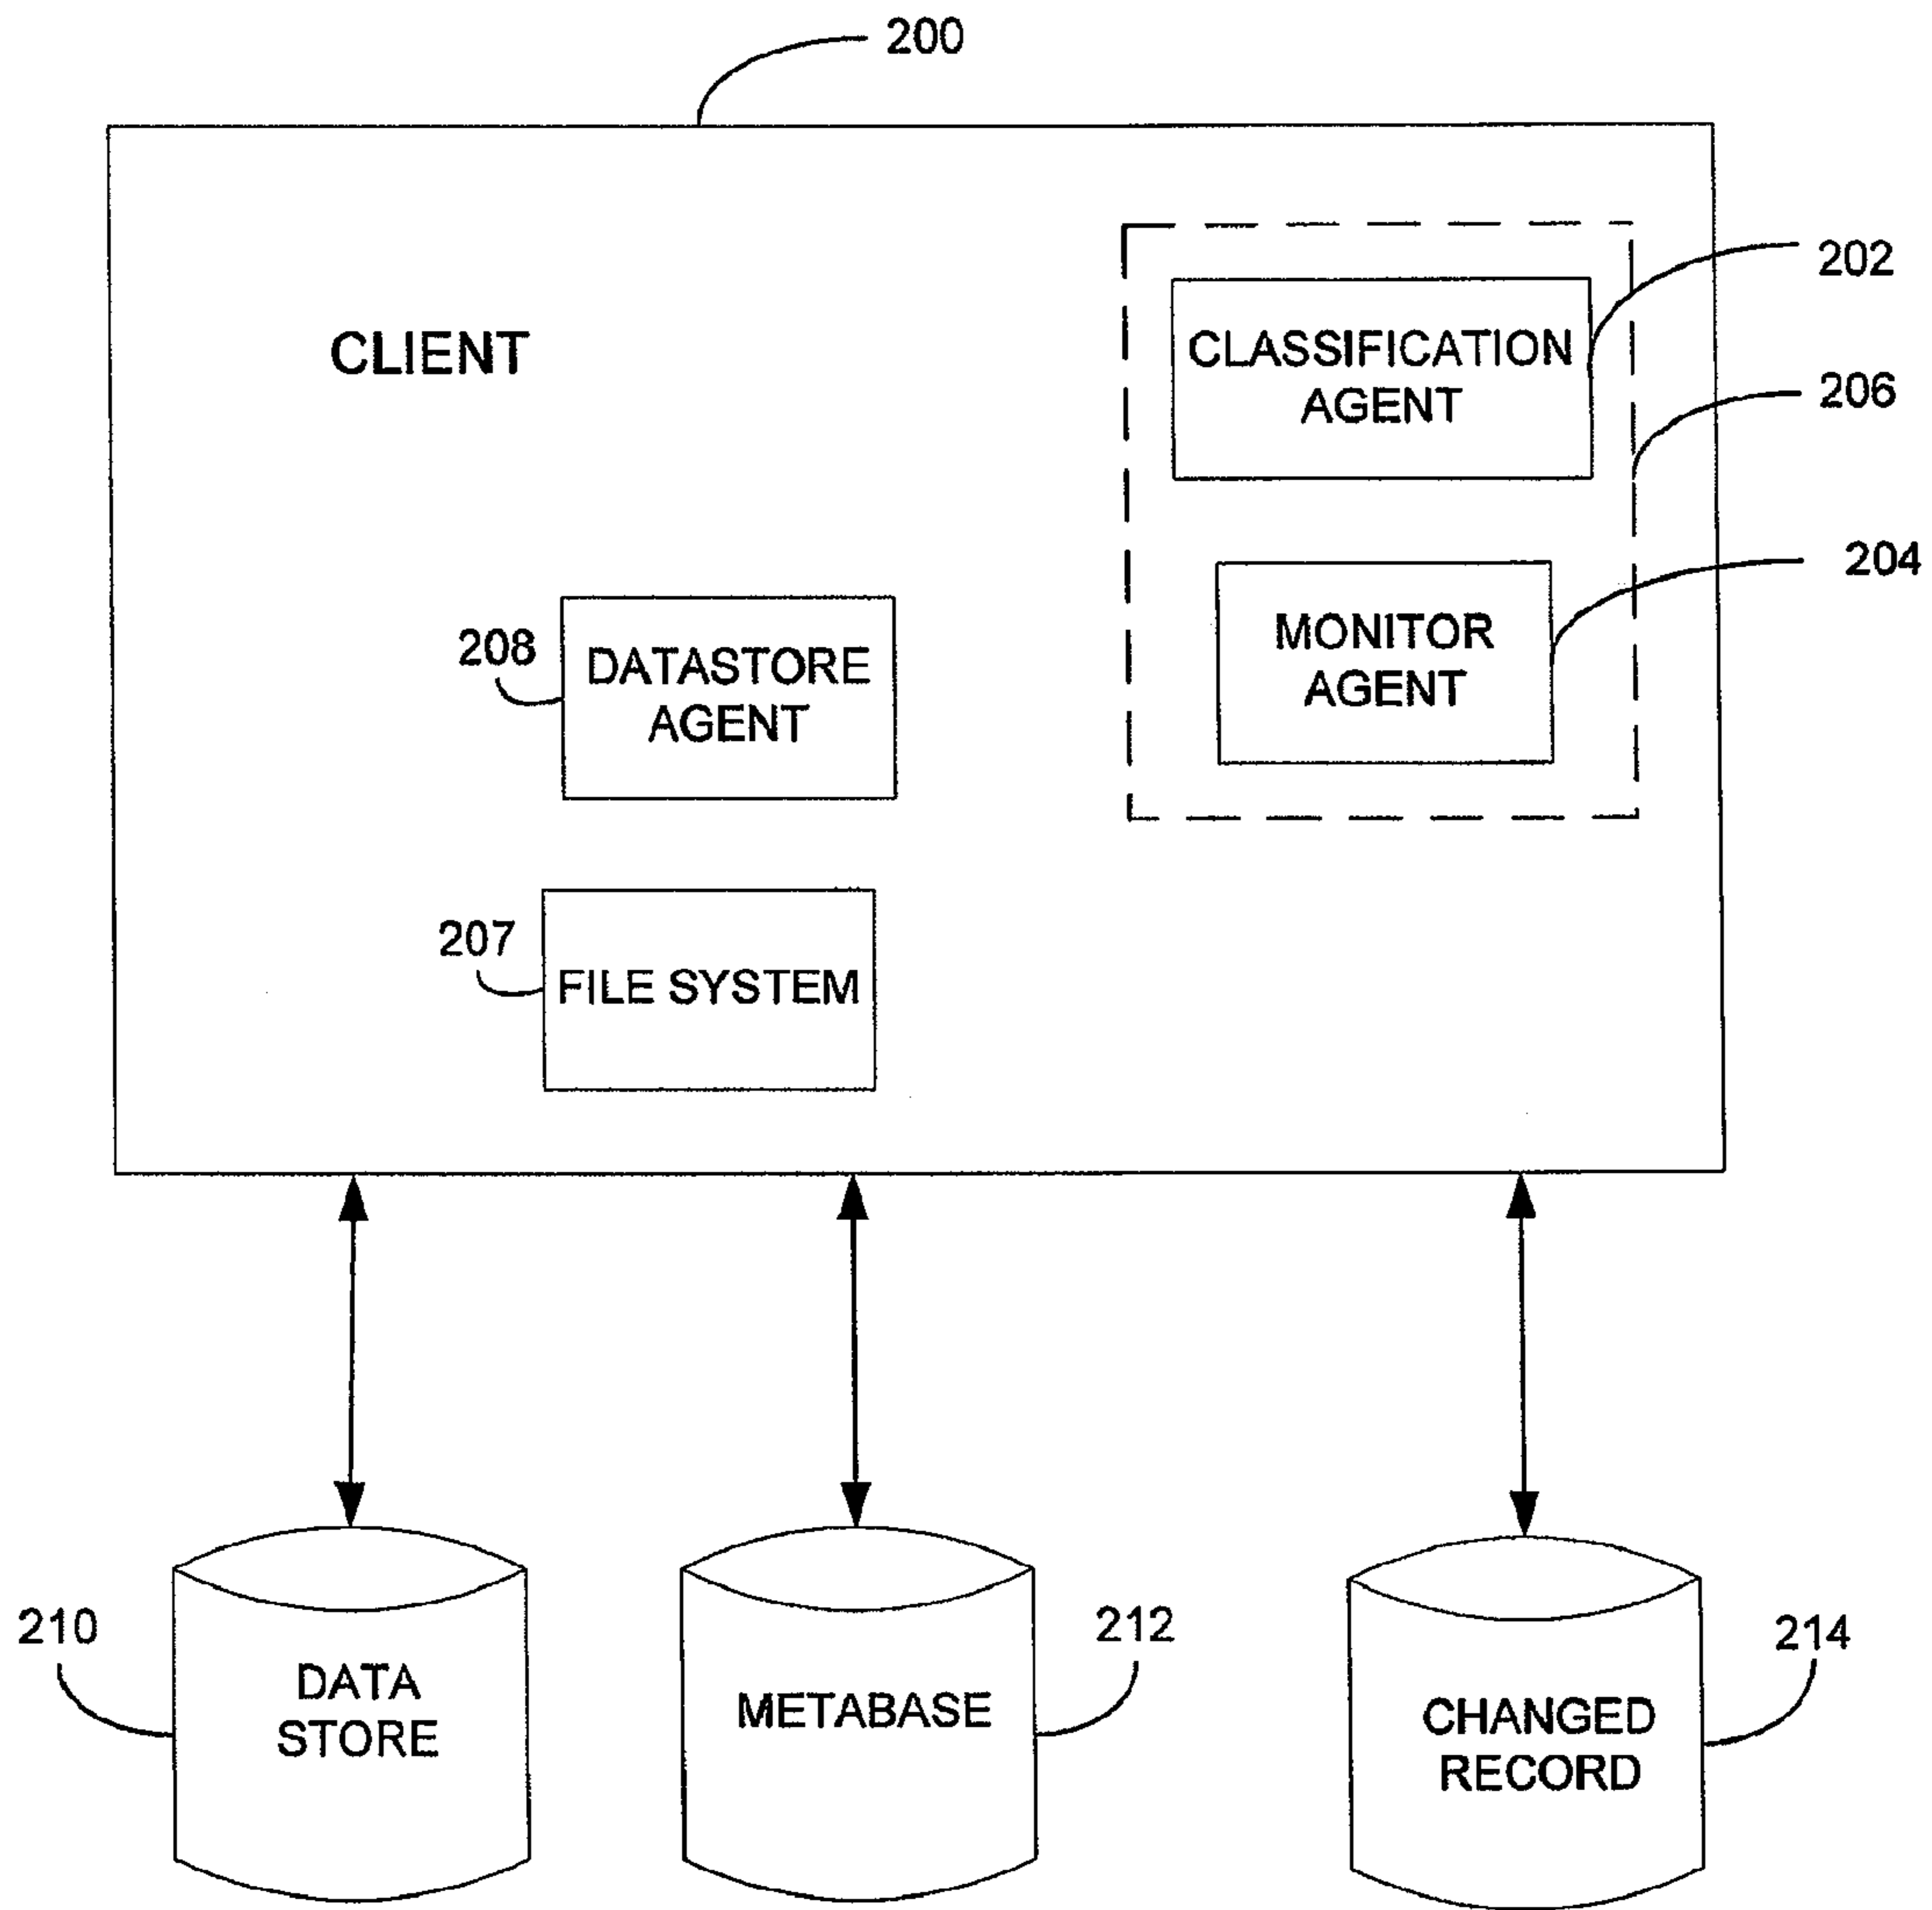 200
202
CLIENT
CLASSIFICATION
AGENT
206
204
MONITOR
AGENT
208
DATASTORE
AGENT
207
FILE SYSTEM
210
DATA
STORE
212
METABASE
214
CHANGED
RECORD